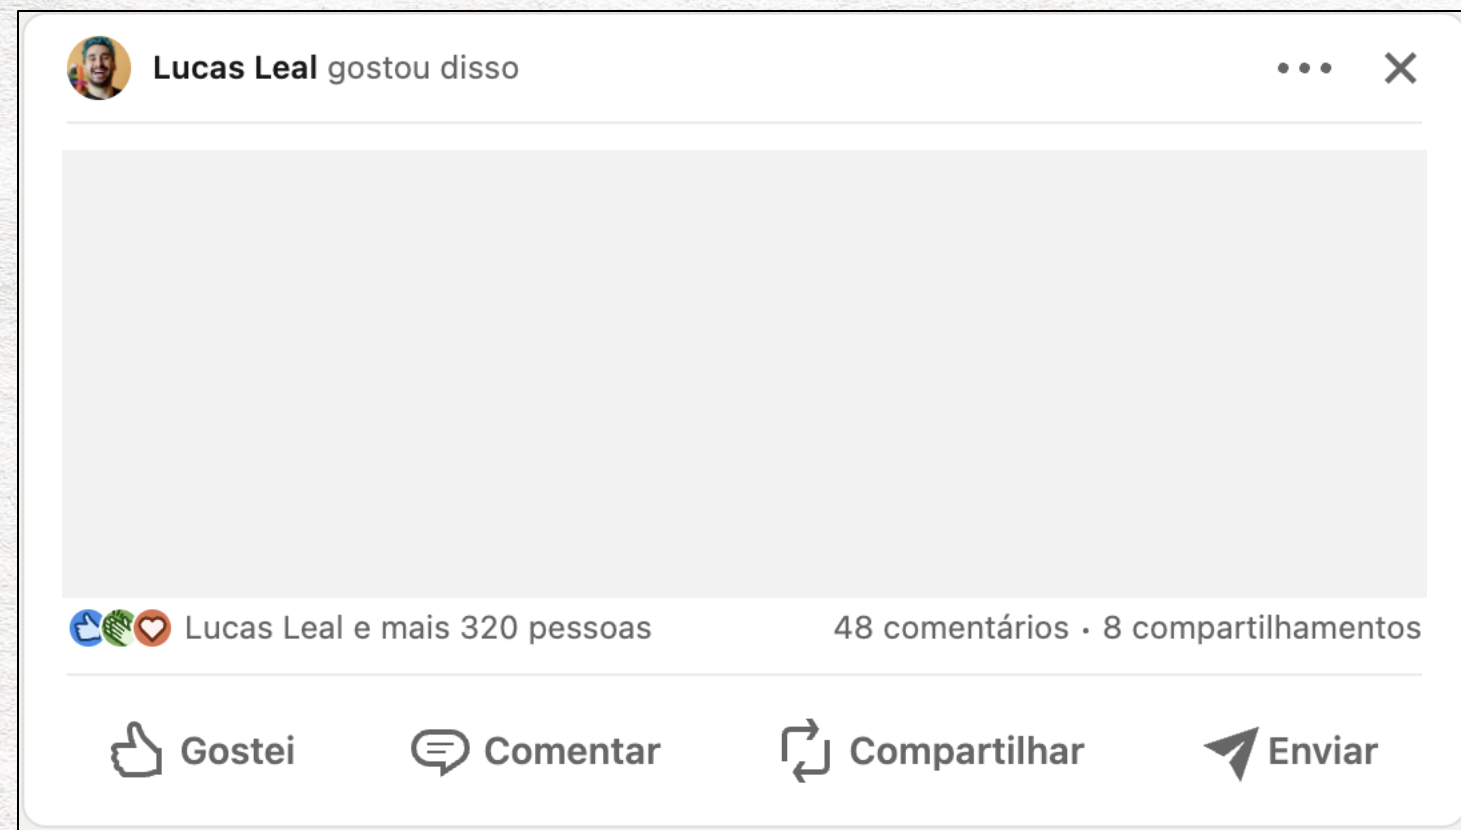 Lucas Leal gostou disso
Lucas Leal e mais 320 pessoas
48 comentários · 8 compartilhamentos
Gostei
Comentar
Compartilhar
Enviar